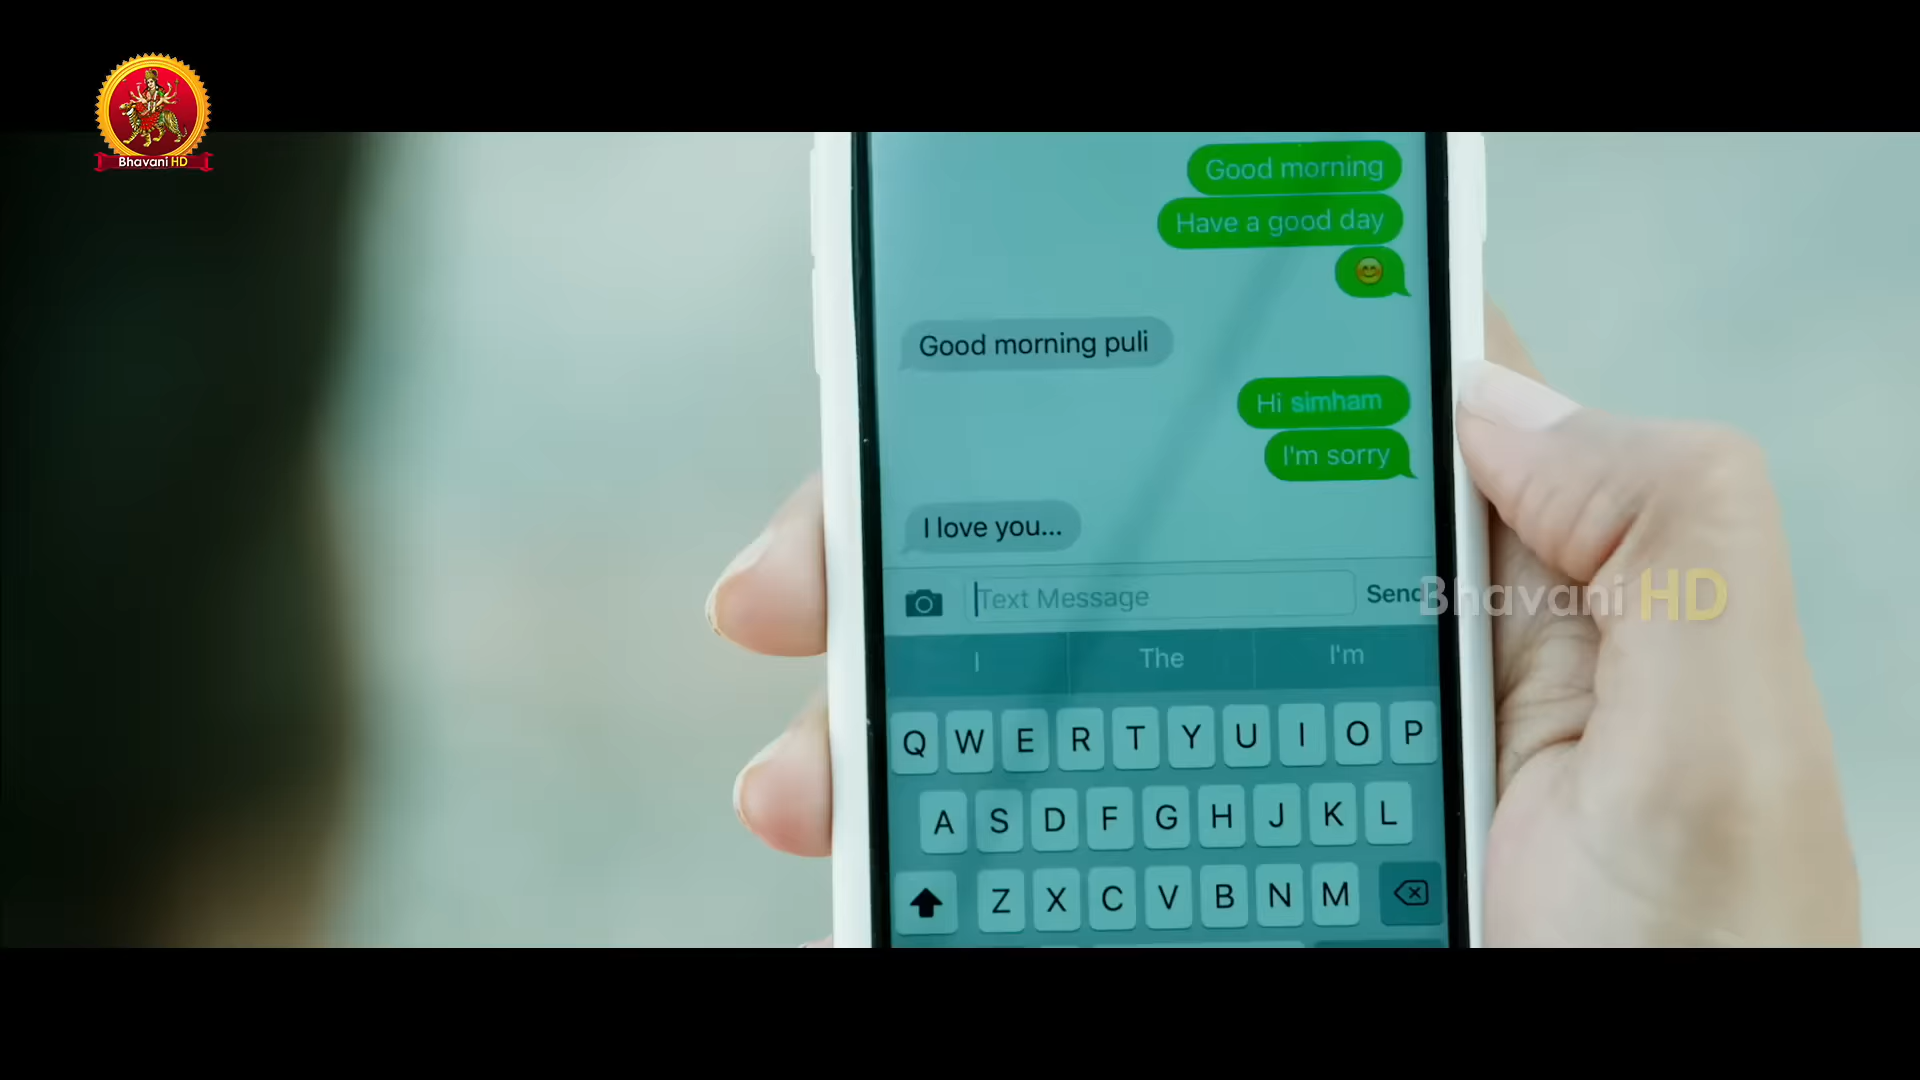 Bhavani HD
Good morning
Have a good day
😊
Good morning puli
Hi simham
I'm sorry
I love you...
Text Message
Send
Bhavani HD
I
The
I'm
Q W E R T Y U I O P
A S D F G H J K L
Z X C V B N M